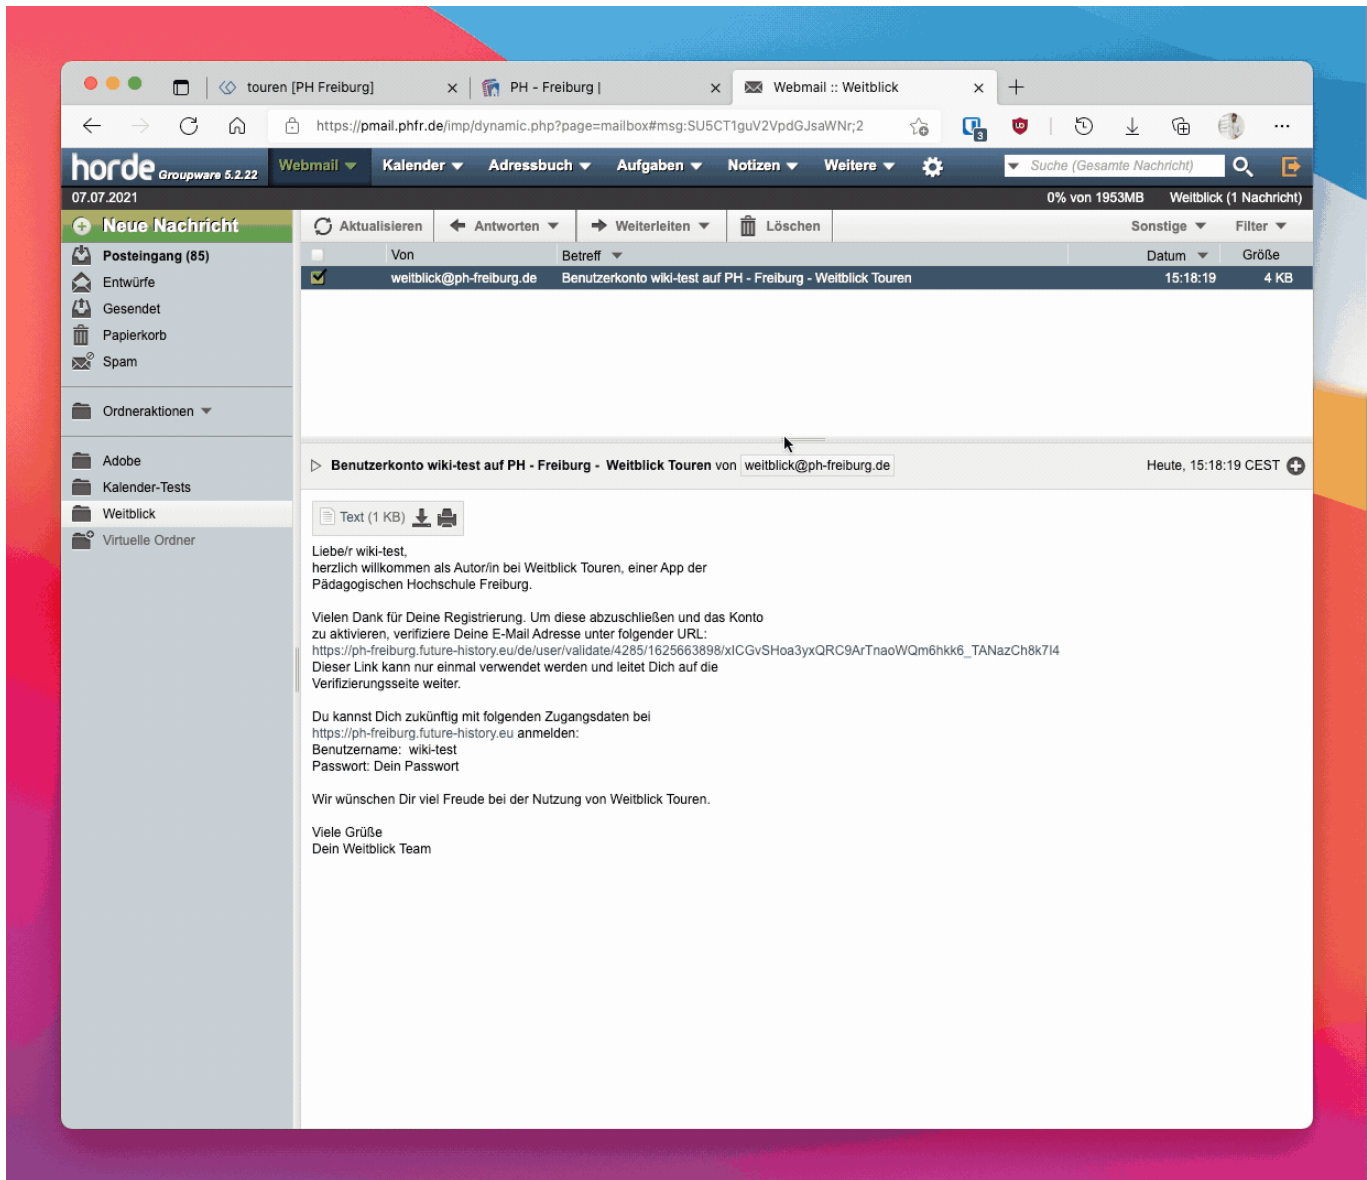 touren [PH Freiburg]
PH - Freiburg |
Webmail :: Weitblick
https://pmail.phfr.de/imp/dynamic.php?page=mailbox#msg:SU5CT1guV2VpdGJsaWNr;2
3
horde Groupware 5.2.22
Webmail
Kalender
Adressbuch
Aufgaben
Notizen
Weitere
Suche (Gesamte Nachricht)
07.07.2021
0% von 1953MB
Weitblick (1 Nachricht)
Neue Nachricht
Aktualisieren
Antworten
Weiterleiten
Löschen
Sonstige
Filter
Posteingang (85)
Entwürfe
Gesendet
Papierkorb
Spam
Ordneraktionen
Adobe
Kalender-Tests
Weitblick
Virtuelle Ordner
Von
Betreff
Datum
Größe
weitblick@ph-freiburg.de
Benutzerkonto wiki-test auf PH - Freiburg - Weitblick Touren
15:18:19
4 KB
Benutzerkonto wiki-test auf PH - Freiburg - Weitblick Touren von weitblick@ph-freiburg.de
Heute, 15:18:19 CEST
Text (1 KB)
Liebe/r wiki-test,
herzlich willkommen als Autor/in bei Weitblick Touren, einer App der
Pädagogischen Hochschule Freiburg.
Vielen Dank für Deine Registrierung. Um diese abzuschließen und das Konto
zu aktivieren, verifiziere Deine E-Mail Adresse unter folgender URL:
https://ph-freiburg.future-history.eu/de/user/validate/4285/1625663898/xICGvSHoa3yxQRC9ArTnaoWQm6hkk6_TANazCh8k7I4
Dieser Link kann nur einmal verwendet werden und leitet Dich auf die
Verifizierungsseite weiter.
Du kannst Dich zukünftig mit folgenden Zugangsdaten bei
https://ph-freiburg.future-history.eu anmelden:
Benutzername: wiki-test
Passwort: Dein Passwort
Wir wünschen Dir viel Freude bei der Nutzung von Weitblick Touren.
Viele Grüße
Dein Weitblick Team